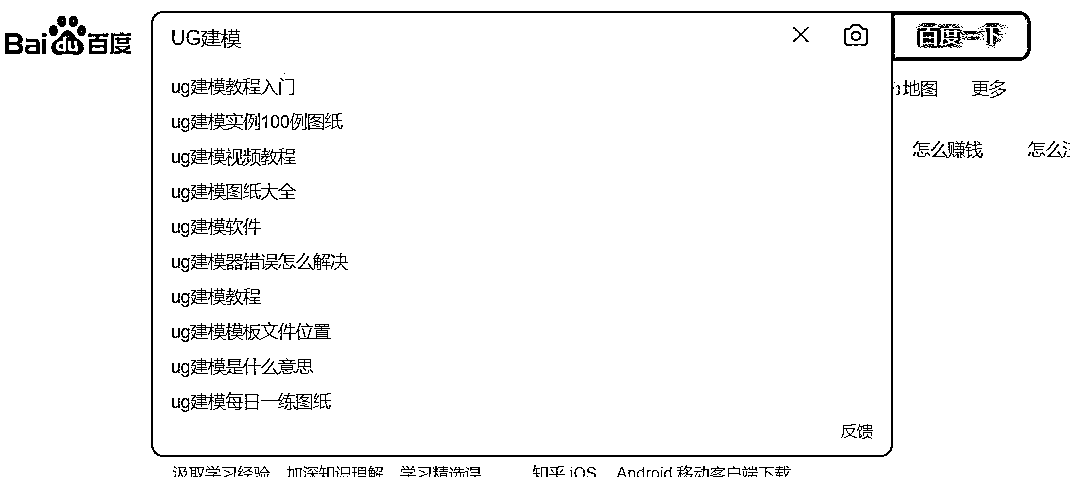 Bai du 百度
UG建模
百度一下
ug建模教程入门
地图 更多
ug建模实例100例图纸
ug建模视频教程
怎么赚钱 怎么
ug建模图纸大全
ug建模软件
ug建模器错误怎么解决
ug建模教程
ug建模模板文件位置
ug建模是什么意思
ug建模每日一练图纸
反馈
汲取学习经验 加深知识理解 学习精选课 知乎 iOS Android 移动客户端下载